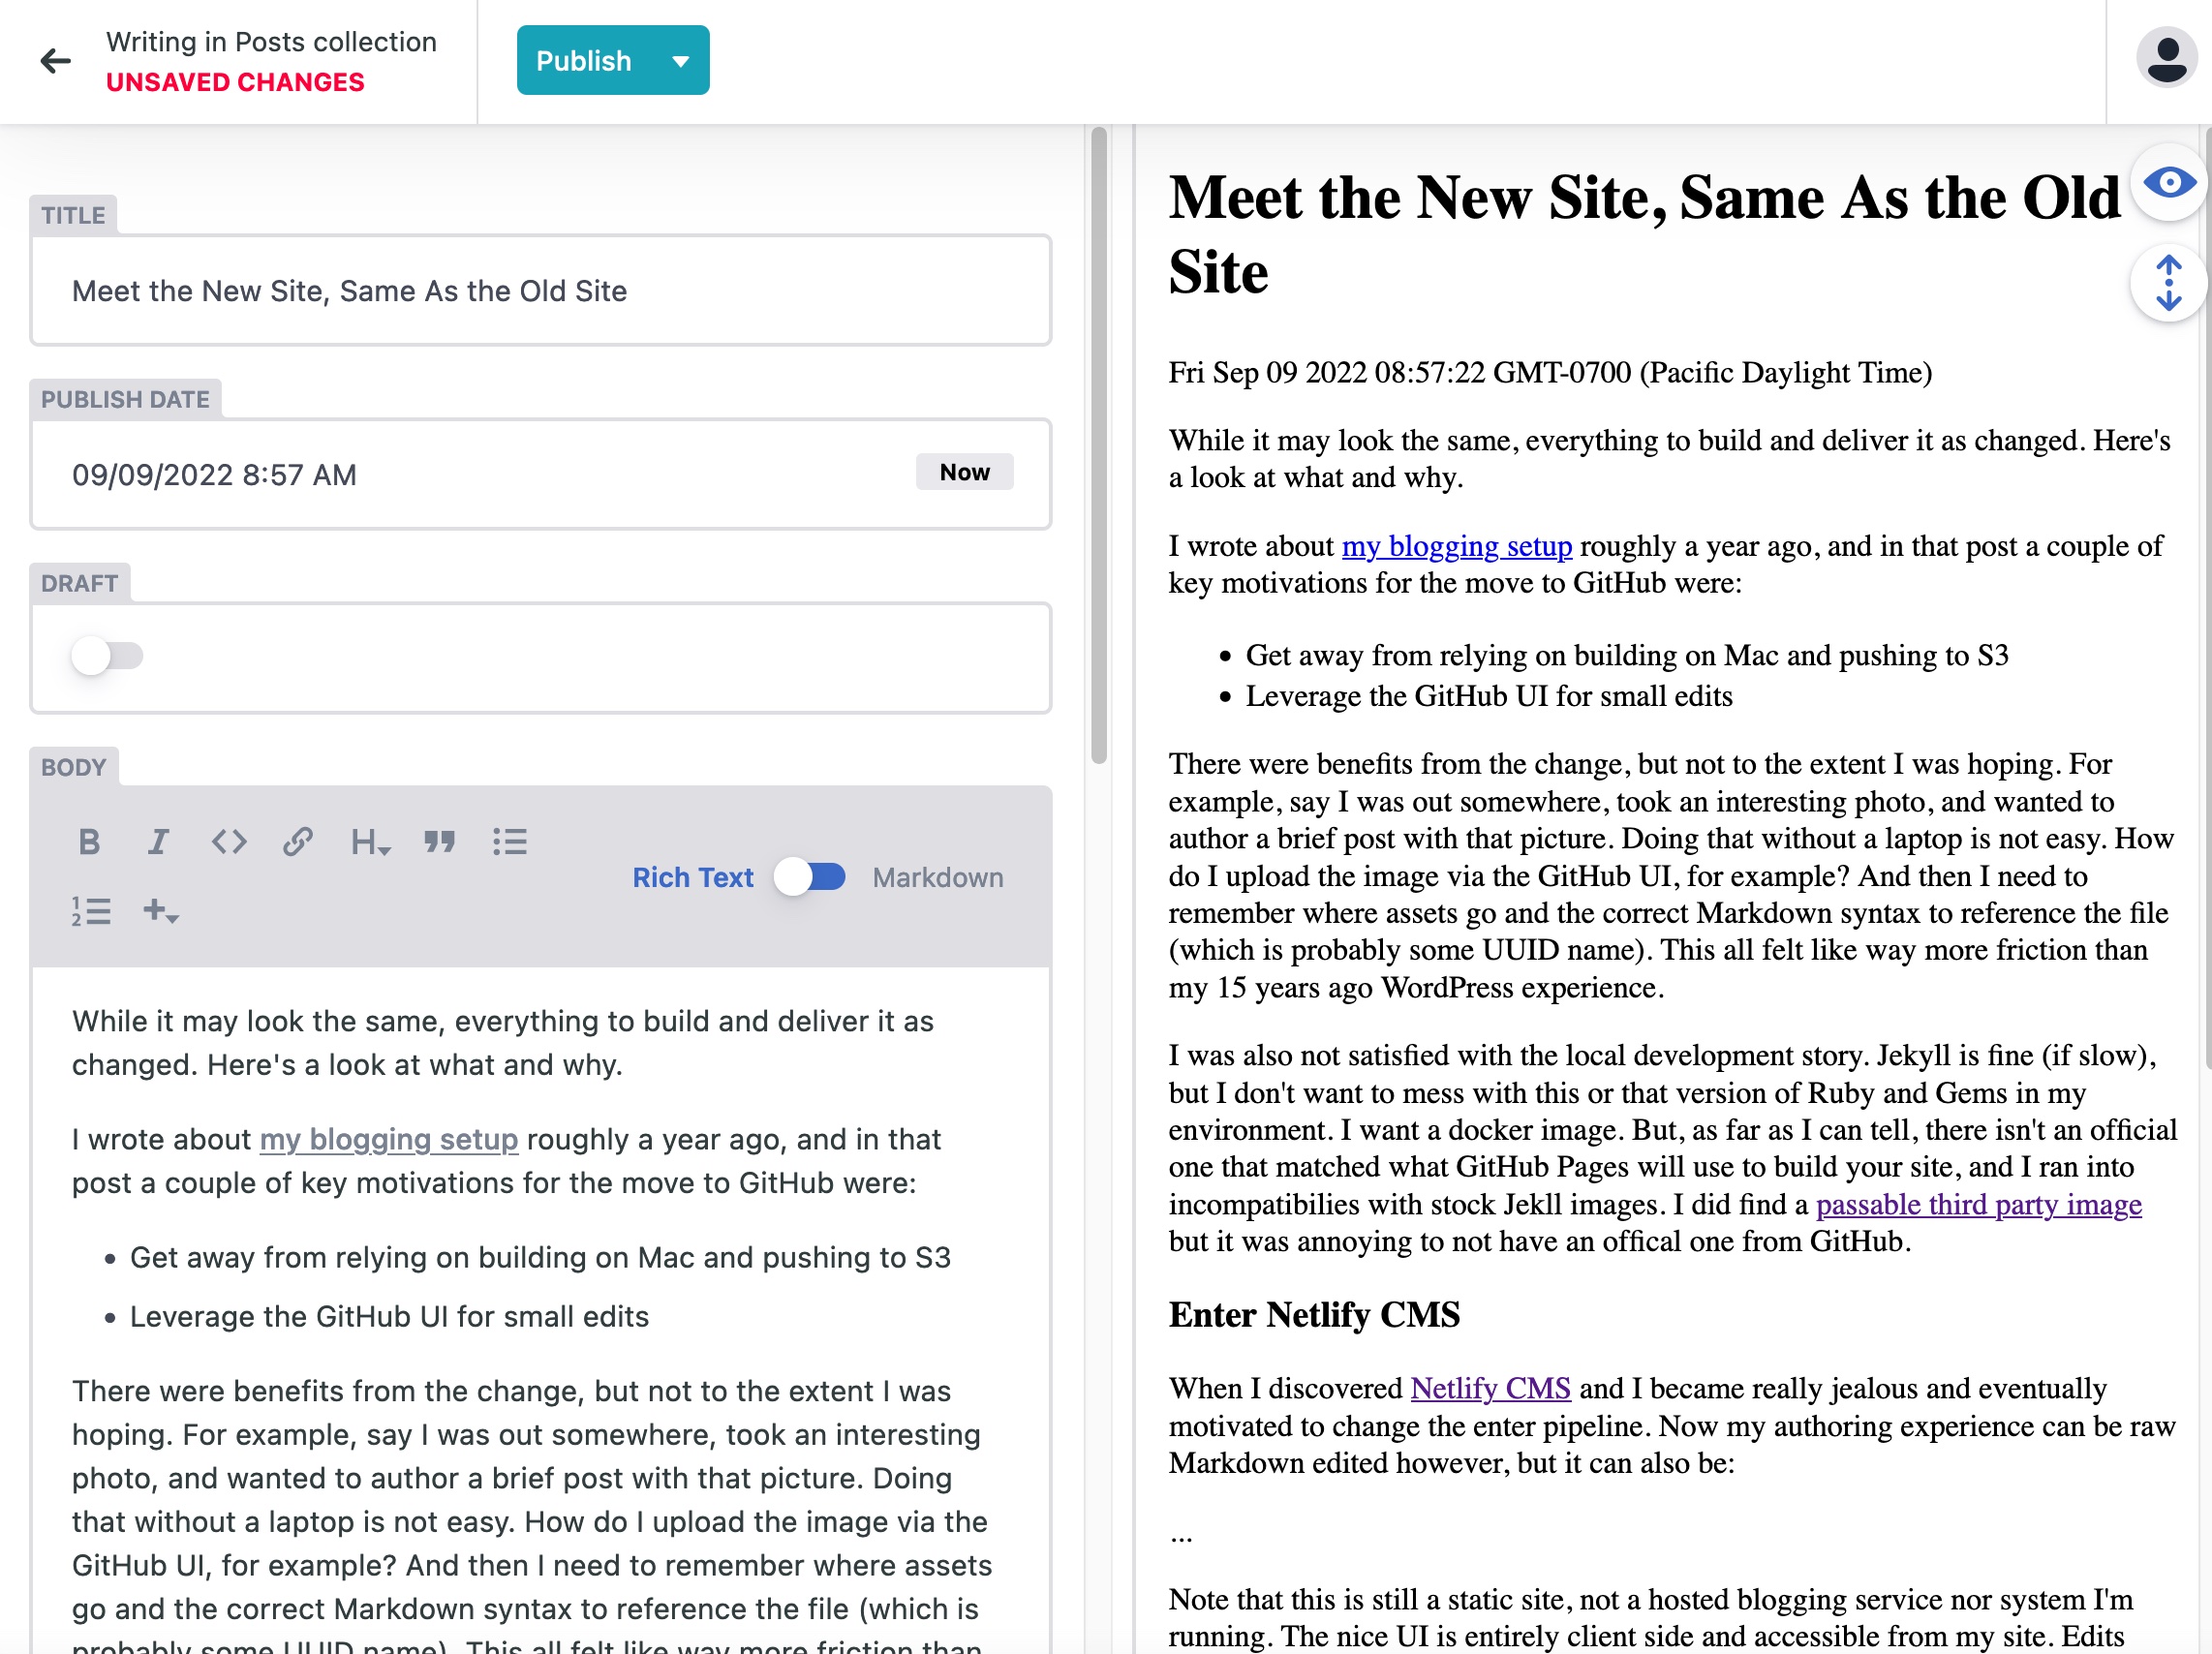 Writing in Posts collection
UNSAVED CHANGES
Publish
TITLE
Meet the New Site, Same As the Old Site
PUBLISH DATE
09/09/2022 8:57 AM
Now
DRAFT
BODY
B I <> H
Rich Text Markdown
While it may look the same, everything to build and deliver it as
changed. Here's a look at what and why.
I wrote about my blogging setup roughly a year ago, and in that
post a couple of key motivations for the move to GitHub were:
• Get away from relying on building on Mac and pushing to S3
• Leverage the GitHub UI for small edits
There were benefits from the change, but not to the extent I was
hoping. For example, say I was out somewhere, took an interesting
photo, and wanted to author a brief post with that picture. Doing
that without a laptop is not easy. How do I upload the image via the
GitHub UI, for example? And then I need to remember where assets
go and the correct Markdown syntax to reference the file (which is
probably some UUID name). This all felt like way more friction than
Meet the New Site, Same As the Old
Site
Fri Sep 09 2022 08:57:22 GMT-0700 (Pacific Daylight Time)
While it may look the same, everything to build and deliver it as changed. Here's
a look at what and why.
I wrote about my blogging setup roughly a year ago, and in that post a couple of
key motivations for the move to GitHub were:
• Get away from relying on building on Mac and pushing to S3
• Leverage the GitHub UI for small edits
There were benefits from the change, but not to the extent I was hoping. For
example, say I was out somewhere, took an interesting photo, and wanted to
author a brief post with that picture. Doing that without a laptop is not easy. How
do I upload the image via the GitHub UI, for example? And then I need to
remember where assets go and the correct Markdown syntax to reference the file
(which is probably some UUID name). This all felt like way more friction than
my 15 years ago WordPress experience.
I was also not satisfied with the local development story. Jekyll is fine (if slow),
but I don't want to mess with this or that version of Ruby and Gems in my
environment. I want a docker image. But, as far as I can tell, there isn't an official
one that matched what GitHub Pages will use to build your site, and I ran into
incompatibilies with stock Jekll images. I did find a passable third party image
but it was annoying to not have an offical one from GitHub.
Enter Netlify CMS
When I discovered Netlify CMS and I became really jealous and eventually
motivated to change the enter pipeline. Now my authoring experience can be raw
Markdown edited however, but it can also be:
...
Note that this is still a static site, not a hosted blogging service nor system I'm
running. The nice UI is entirely client side and accessible from my site. Edits